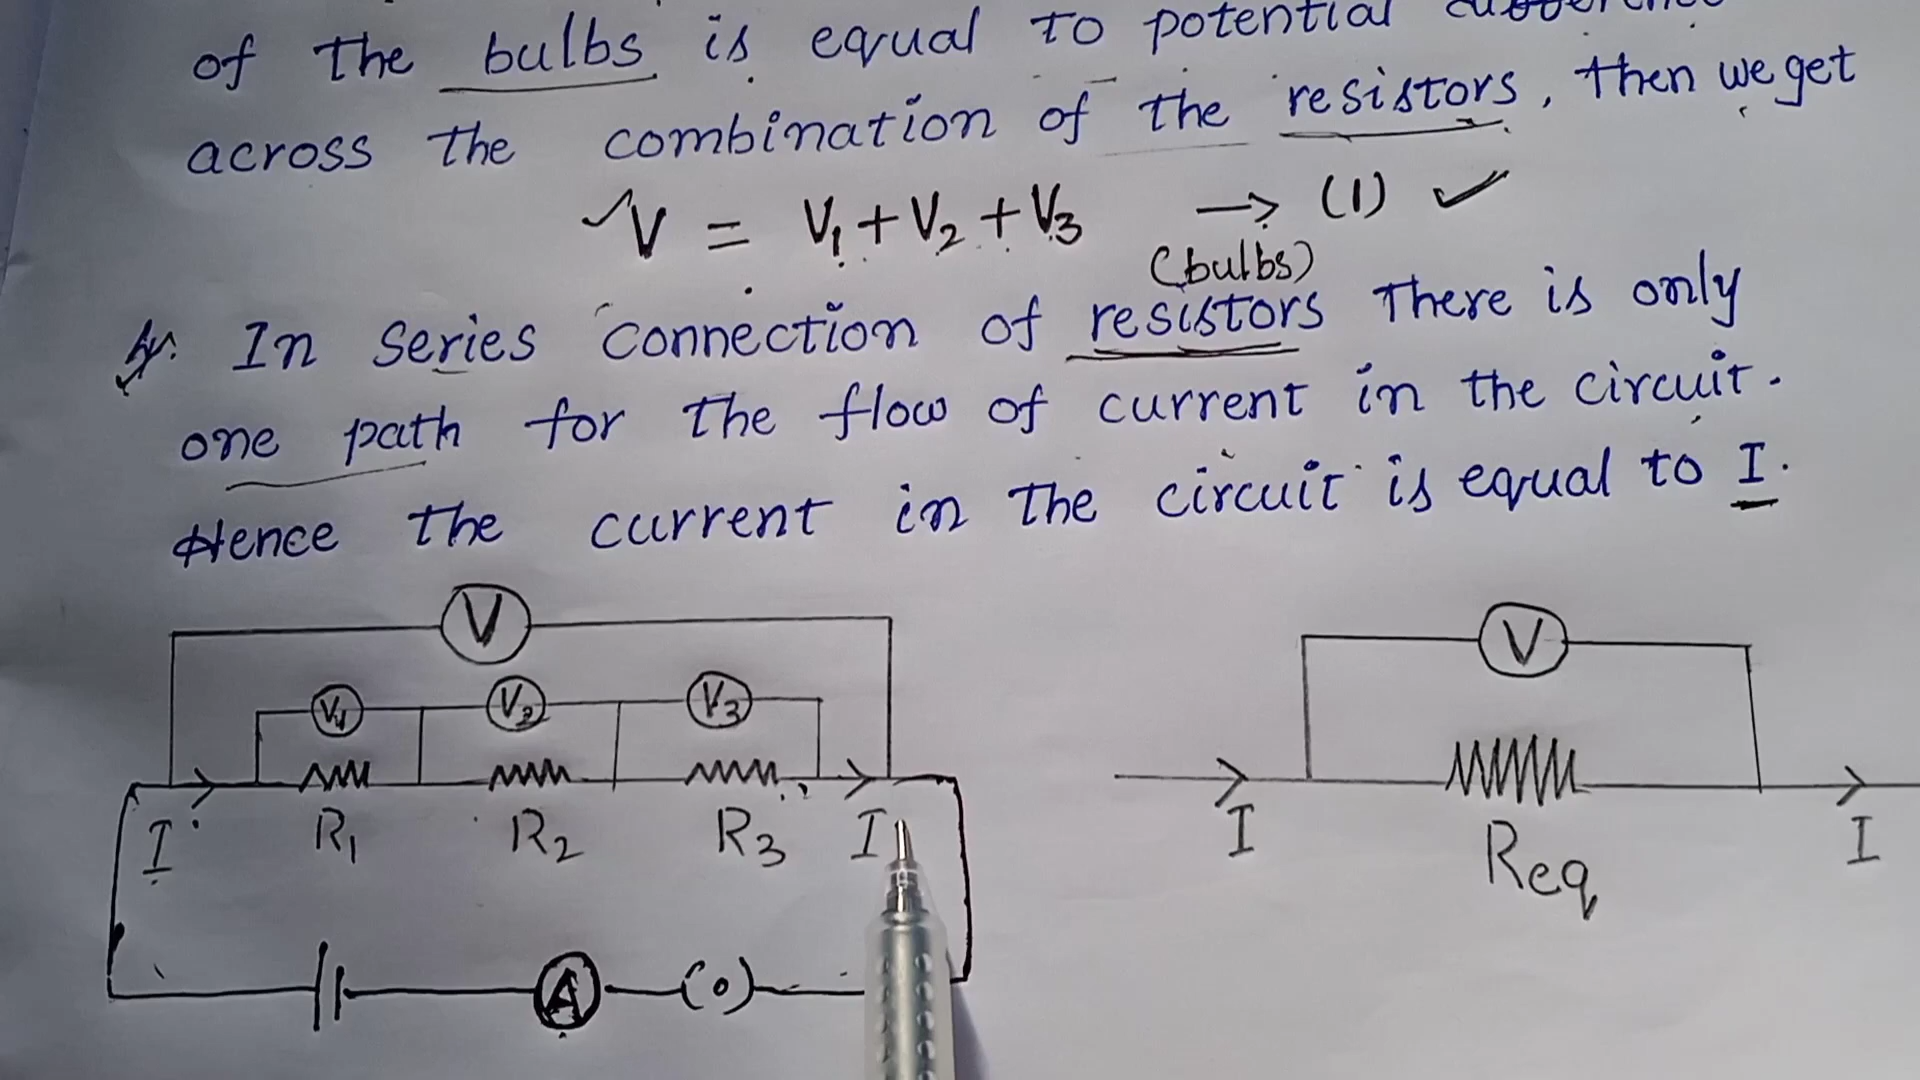 of the bulbs is equal to potential
across the combination of the resistors, then we get
V = V₁+V₂+V₃ → (1) ✓
(bulbs)
4. In series connection of resistors there is only
one path for the flow of current in the circuit.
Hence the current in the circuit is equal to I.
V
V
V₁ V₂ V₃
I R₁ R₂ R₃ I
I Req I
A